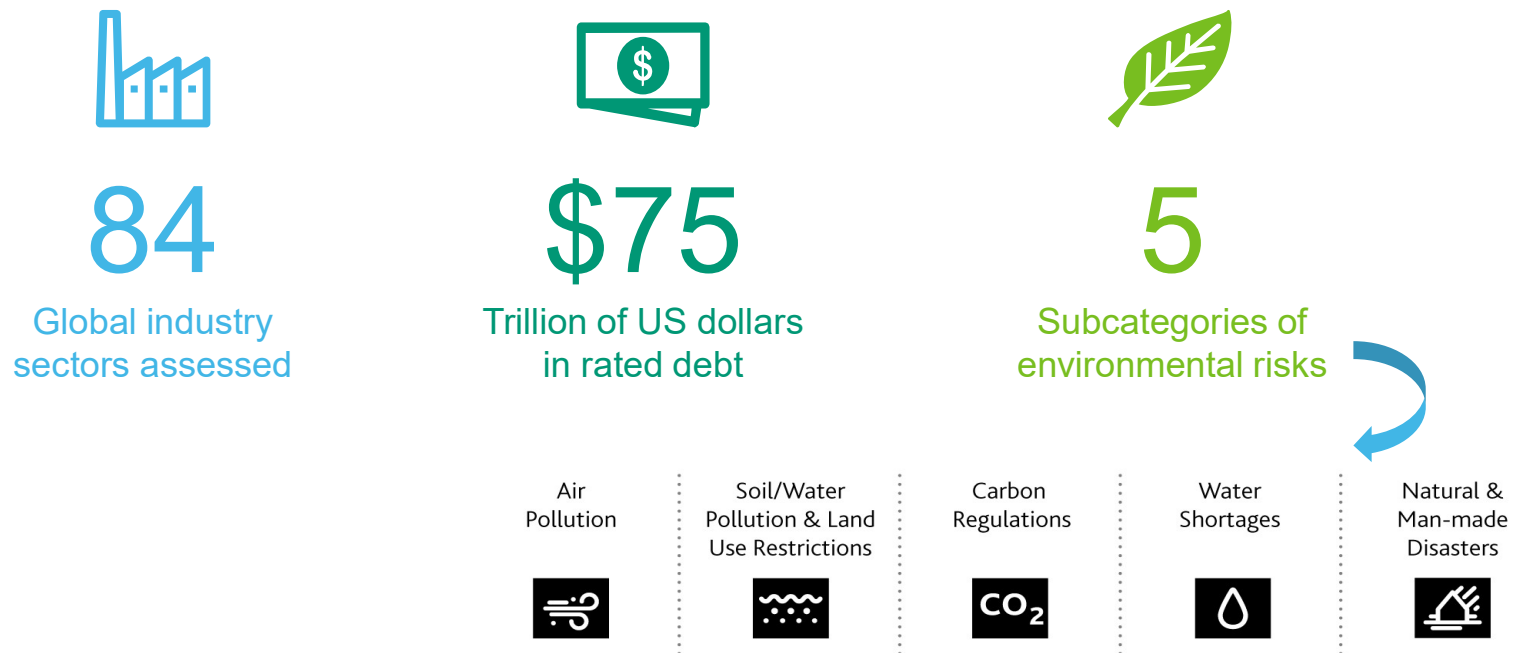 $
84
Global industry
sectors assessed
$75
Trillion of US dollars
in rated debt
5
Subcategories of
environmental risks
Air
Pollution
Soil/Water
Pollution & Land
Use Restrictions
Carbon
Regulations
Water
Shortages
Natural &
Man-made
Disasters
CO2